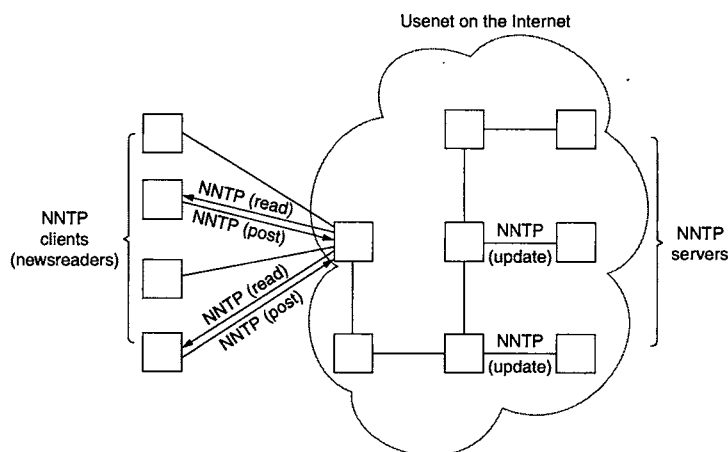 Usenet on the Internet
NNTP (read)
NNTP (post)
NNTP
clients
(newsreaders)
NNTP (read)
NNTP (post)
NNTP
(update)
NNTP
servers
NNTP
(update)